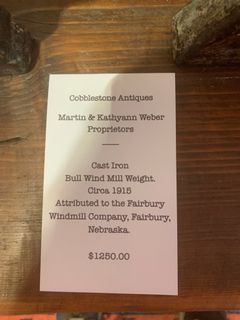 Cobblestone Antiques
Martin & Kathyann Weber
Proprietors
Cast Iron
Bull Wind Mill Weight.
Circa 1915
Attributed to the Fairbury
Windmill Company, Fairbury,
Nebraska.
$1250.00